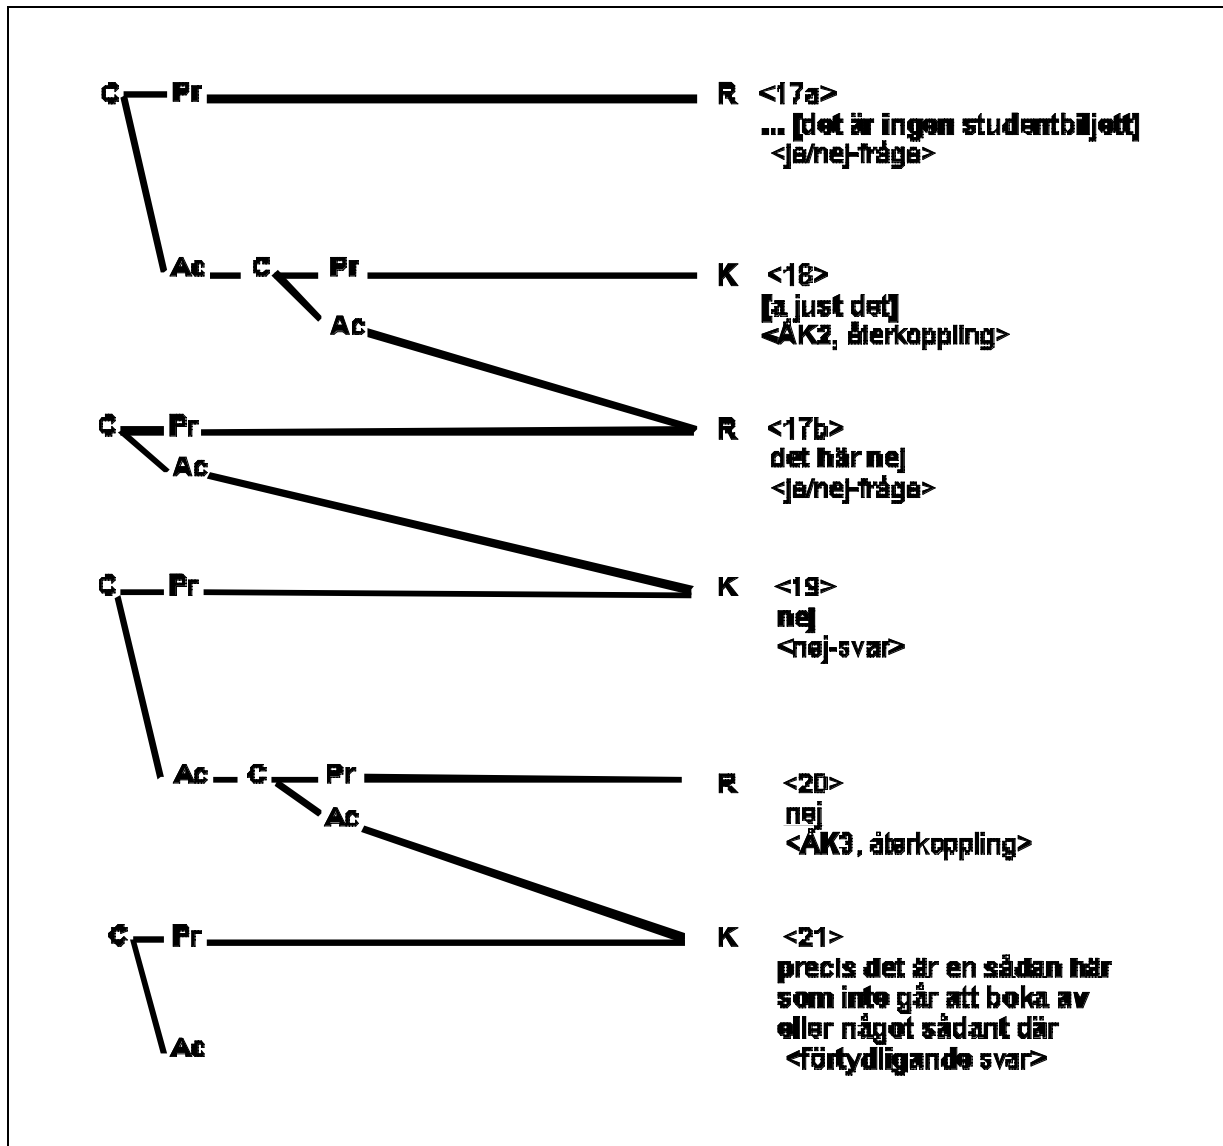 C Pr R <17a>
... [det är ingen studentbiljett]
<ja/nej-fråga>
Ac C Pr K <18>
[a just det]
Ac <ÅK2, återkoppling>
C Pr R <17b>
Ac det här nej
<ja/nej-fråga>
C Pr K <19>
nej
<nej-svar>
Ac C Pr R <20>
Ac nej
<ÅK3, återkoppling>
C Pr K <21>
precis det är en sådan här
som inte går att boka av
eller något sådant där
Ac <förtydligande svar>